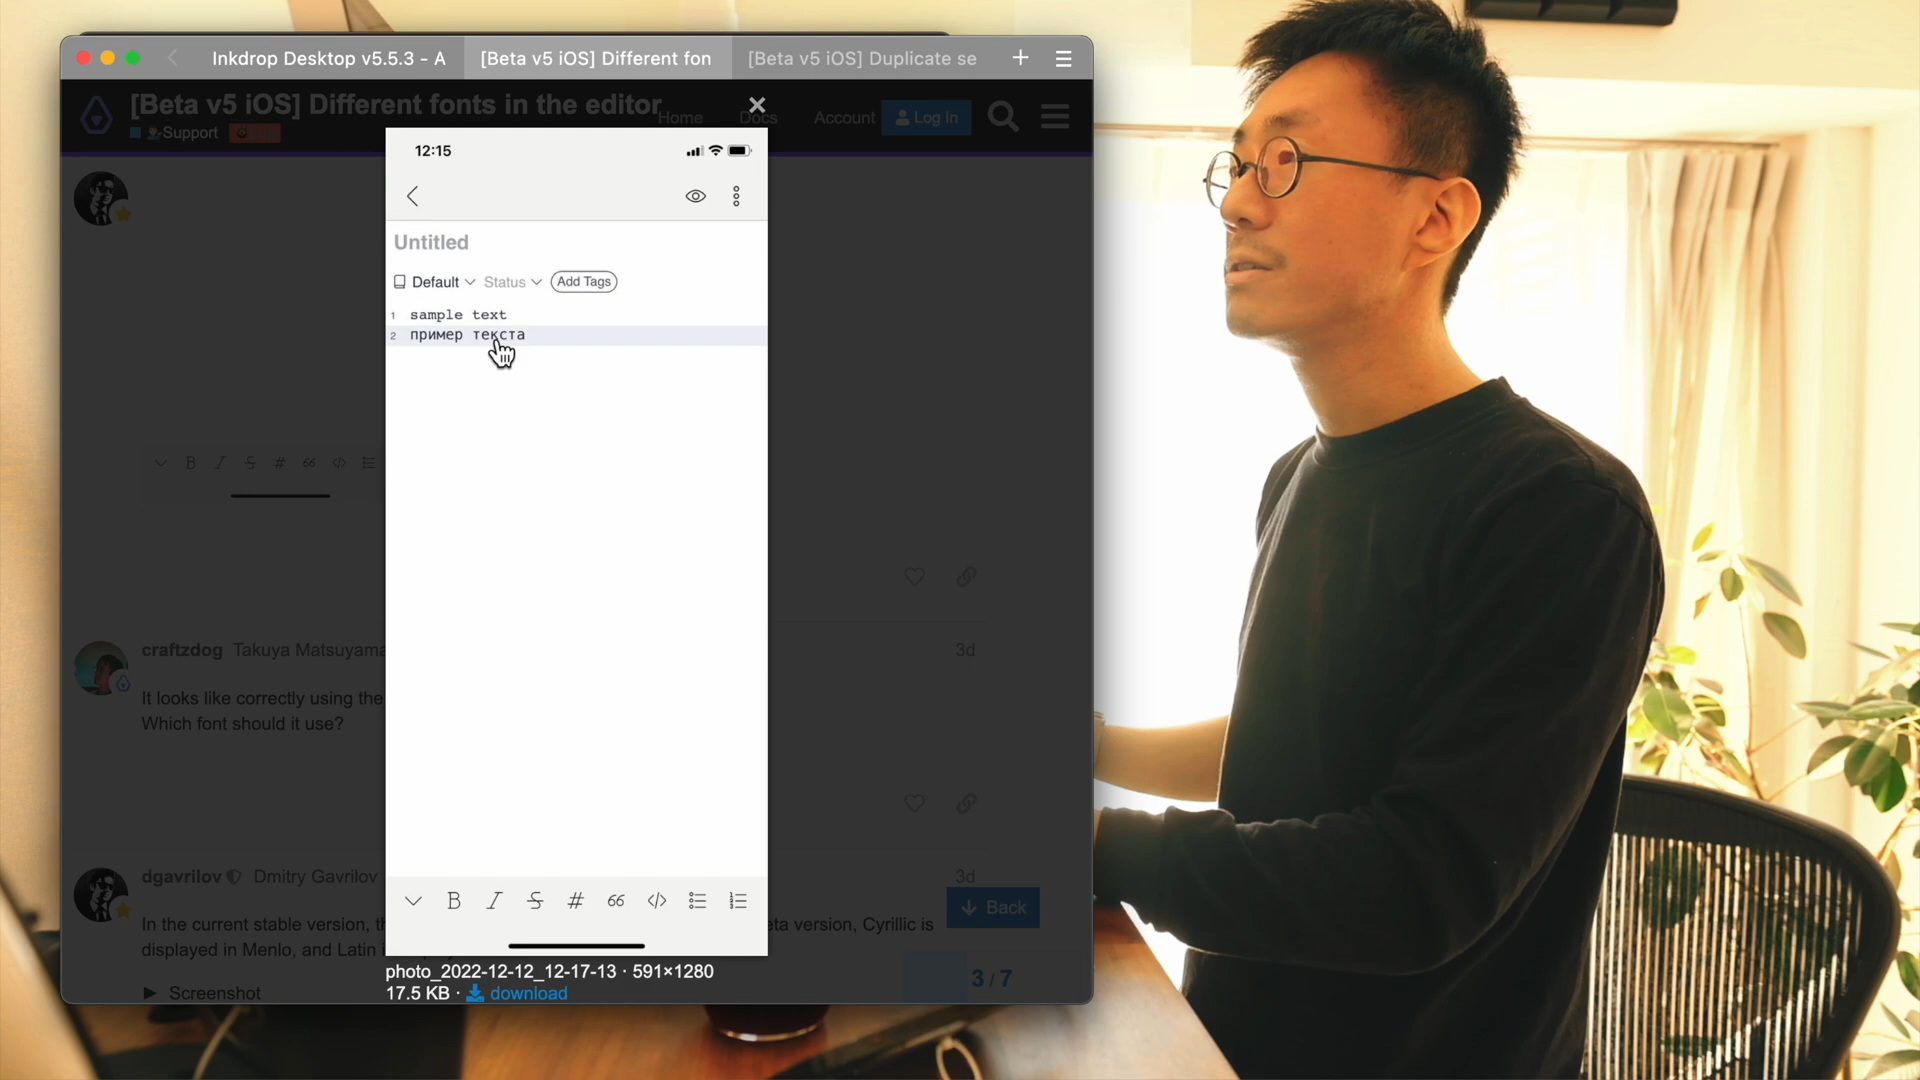 Inkdrop Desktop v5.5.3 - A
[Beta v5 iOS] Different fon
[Beta v5 iOS] Duplicate se
[Beta v5 iOS] Different fonts in the editor
Home
Docs
Account
Log In
Support
12:15
Untitled
Default
Status
Add Tags
1 sample text
2 пример текста
craftzdog Takuya Matsuyama
3d
It looks like correctly using the
Which font should it use?
dgavrilov Dmitry Gavrilov
3d
In the current stable version, th
eta version, Cyrillic is
displayed in Menlo, and Latin i
Back
Screenshot
3 / 7
photo_2022-12-12_12-17-13 · 591×1280
17.5 KB · download